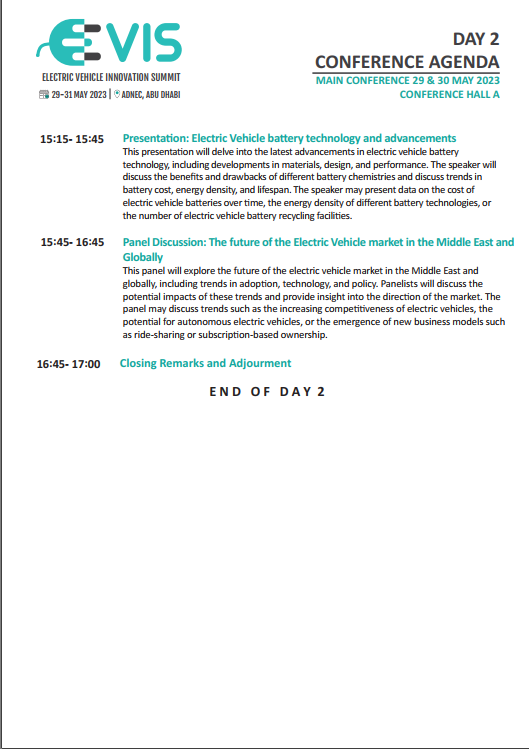 EVIS
ELECTRIC VEHICLE INNOVATION SUMMIT
29-31 MAY 2023 | ADNEC, ABU DHABI
DAY 2
CONFERENCE AGENDA
MAIN CONFERENCE 29 & 30 MAY 2023
CONFERENCE HALL A
15:15- 15:45 Presentation: Electric Vehicle battery technology and advancements
This presentation will delve into the latest advancements in electric vehicle battery
technology, including developments in materials, design, and performance. The speaker will
discuss the benefits and drawbacks of different battery chemistries and discuss trends in
battery cost, energy density, and lifespan. The speaker may present data on the cost of
electric vehicle batteries over time, the energy density of different battery technologies, or
the number of electric vehicle battery recycling facilities.
15:45- 16:45 Panel Discussion: The future of the Electric Vehicle market in the Middle East and
Globally
This panel will explore the future of the electric vehicle market in the Middle East and
globally, including trends in adoption, technology, and policy. Panelists will discuss the
potential impacts of these trends and provide insight into the direction of the market. The
panel may discuss trends such as the increasing competitiveness of electric vehicles, the
potential for autonomous electric vehicles, or the emergence of new business models such
as ride-sharing or subscription-based ownership.
16:45- 17:00 Closing Remarks and Adjourment
END OF DAY 2